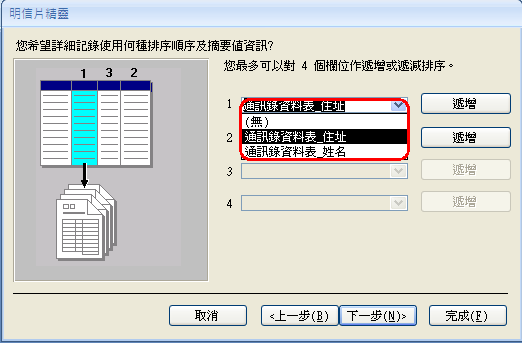 明信片精靈
您希望詳細記錄使用何種排序順序及摘要值資訊?
您最多可以對 4 個欄位作遞增或遞減排序。
1 3 2
1 通訊錄資料表_住址 遞增
(無)
2 通訊錄資料表_住址 遞增
通訊錄資料表_姓名
3 遞增
4 遞增
取消 <上一步(B) 下一步(N)> 完成(F)